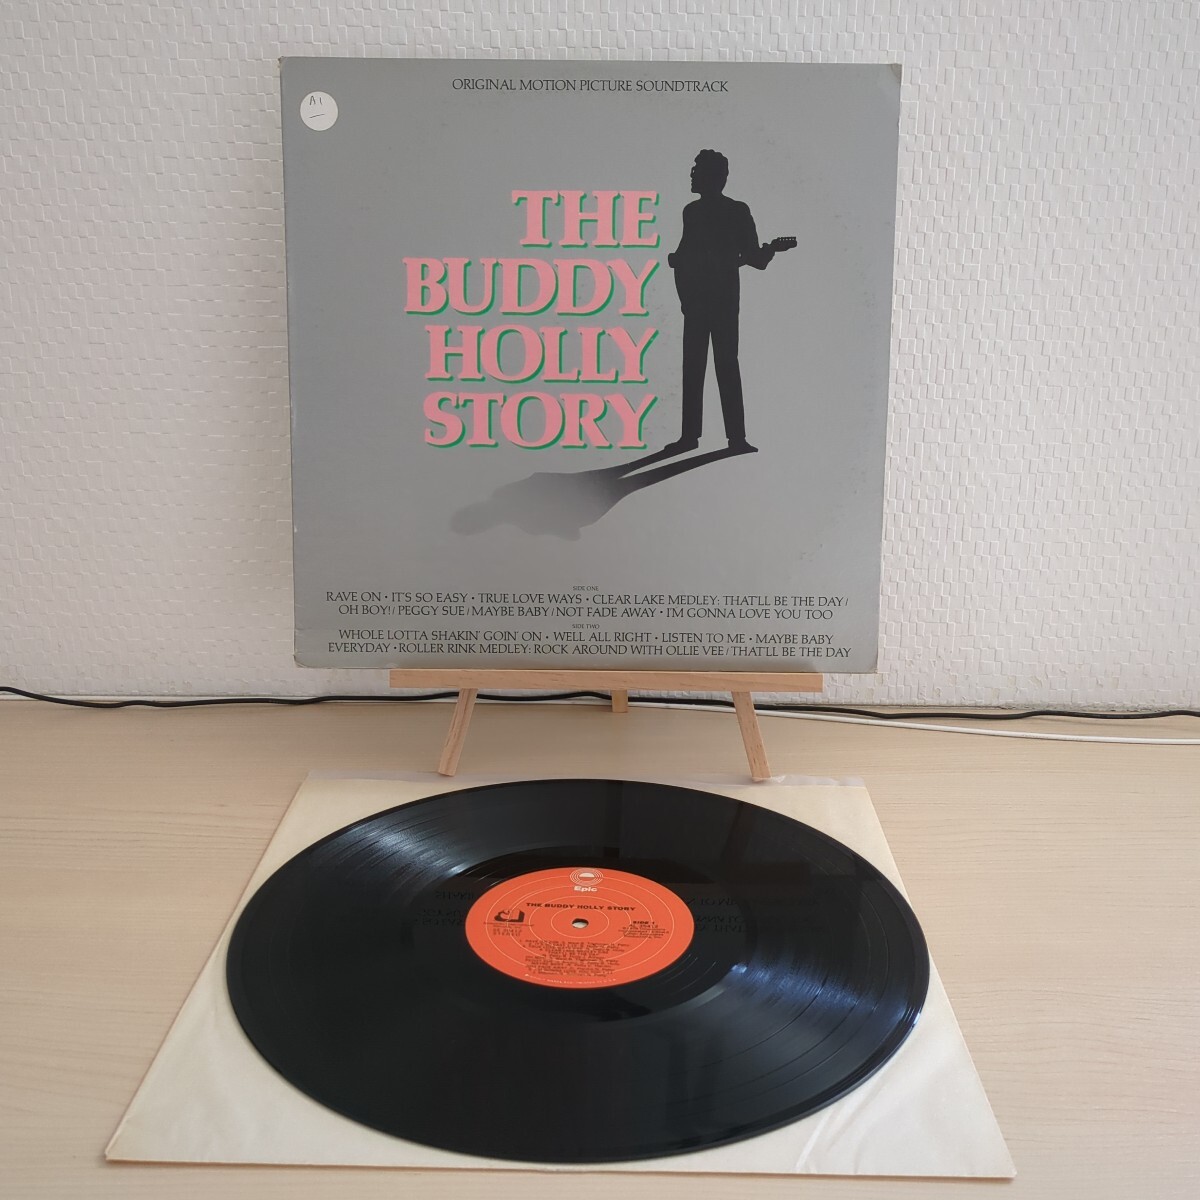 ORIGINAL MOTION PICTURE SOUNDTRACK
A1
THE
BUDDY
HOLLY
STORY
SIDE ONE
RAVE ON • IT'S SO EASY • TRUE LOVE WAYS • CLEAR LAKE MEDLEY: THAT'LL BE THE DAY/
OH BOY!/PEGGY SUE/MAYBE BABY/NOT FADE AWAY • I'M GONNA LOVE YOU TOO
SIDE TWO
WHOLE LOTTA SHAKIN' GOIN' ON • WELL ALL RIGHT • LISTEN TO ME • MAYBE BABY
EVERYDAY • ROLLER RINK MEDLEY: ROCK AROUND WITH OLLIE VEE/THAT'LL BE THE DAY
Epic
THE BUDDY HOLLY STORY
SIDE 1